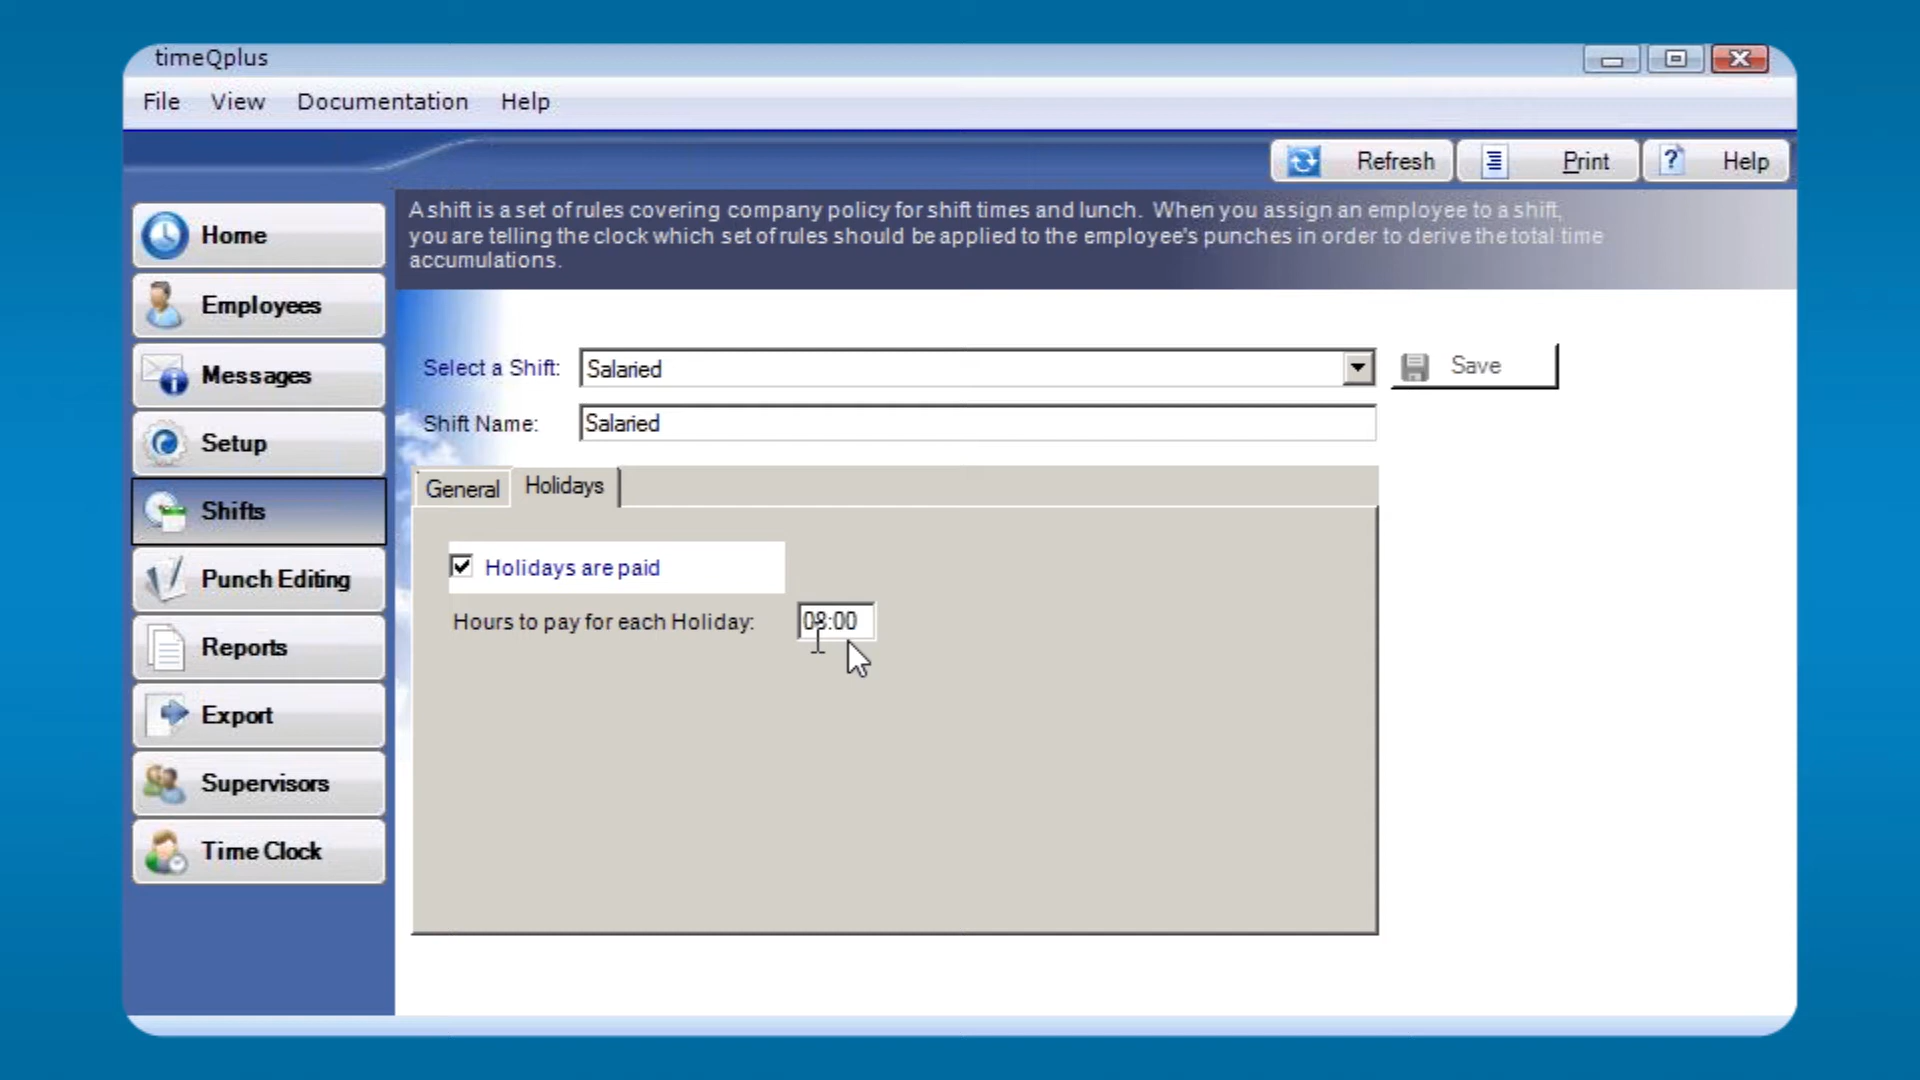 timeQplus
File View Documentation Help
Refresh Print Help
A shift is a set of rules covering company policy for shift times and lunch. When you assign an employee to a shift,
you are telling the clock which set of rules should be applied to the employee's punches in order to derive the total time
accumulations.
Home
Employees
Messages
Setup
Shifts
Punch Editing
Reports
Export
Supervisors
Time Clock
Select a Shift: Salaried Save
Shift Name: Salaried
General Holidays
Holidays are paid
Hours to pay for each Holiday: 08:00